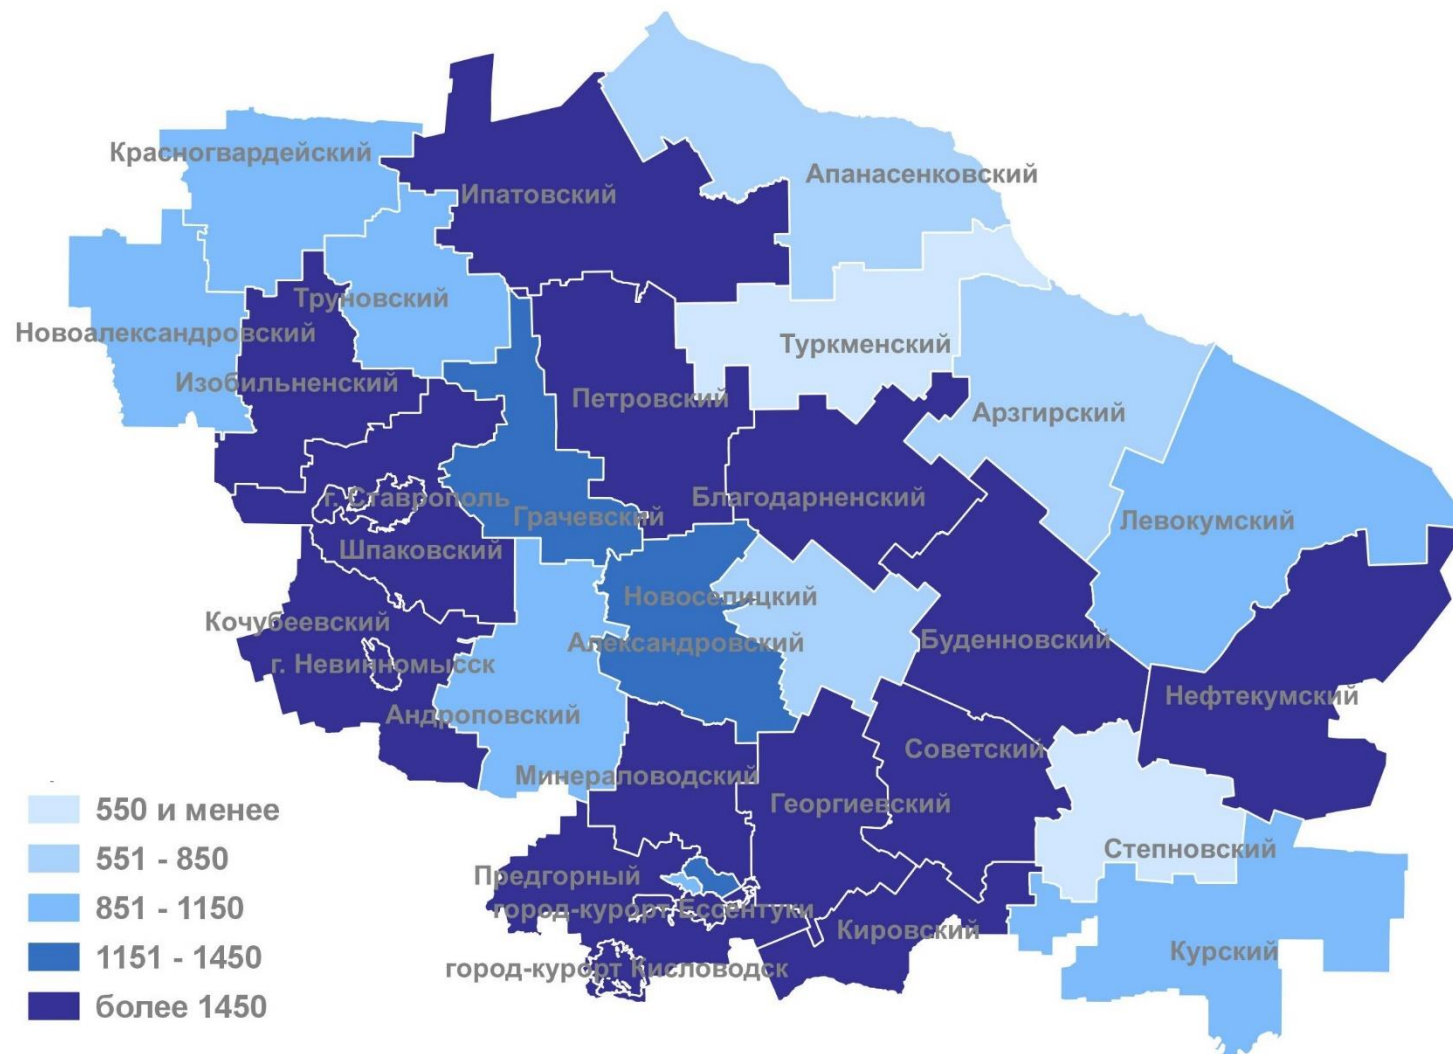 Красногвардейский
Апанасенковский
Ипатовский
Труновский
Новоалександровский
Туркменский
Изобильненский
Петровский
Арзгирский
г. Ставрополь
Благодарненский
Грачевский
Левокумский
Шпаковский
Новоселицкий
Кочубеевский
Александровский
Буденновский
г. Невинномысск
Нефтекумский
Андроповский
Советский
Минераловодский
Георгиевский
Степновский
Предгорный
город-курорт Ессентуки
Кировский
Курский
город-курорт Кисловодск
550 и менее
551 - 850
851 - 1150
1151 - 1450
более 1450